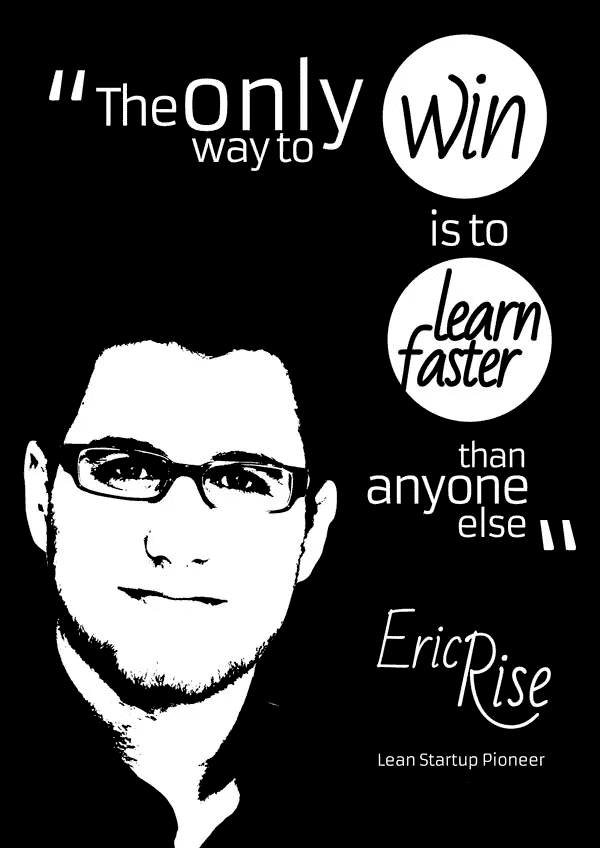 "The only
way to
win
is to
learn
faster
than
anyone
else"
Eric
Rise
Lean Startup Pioneer